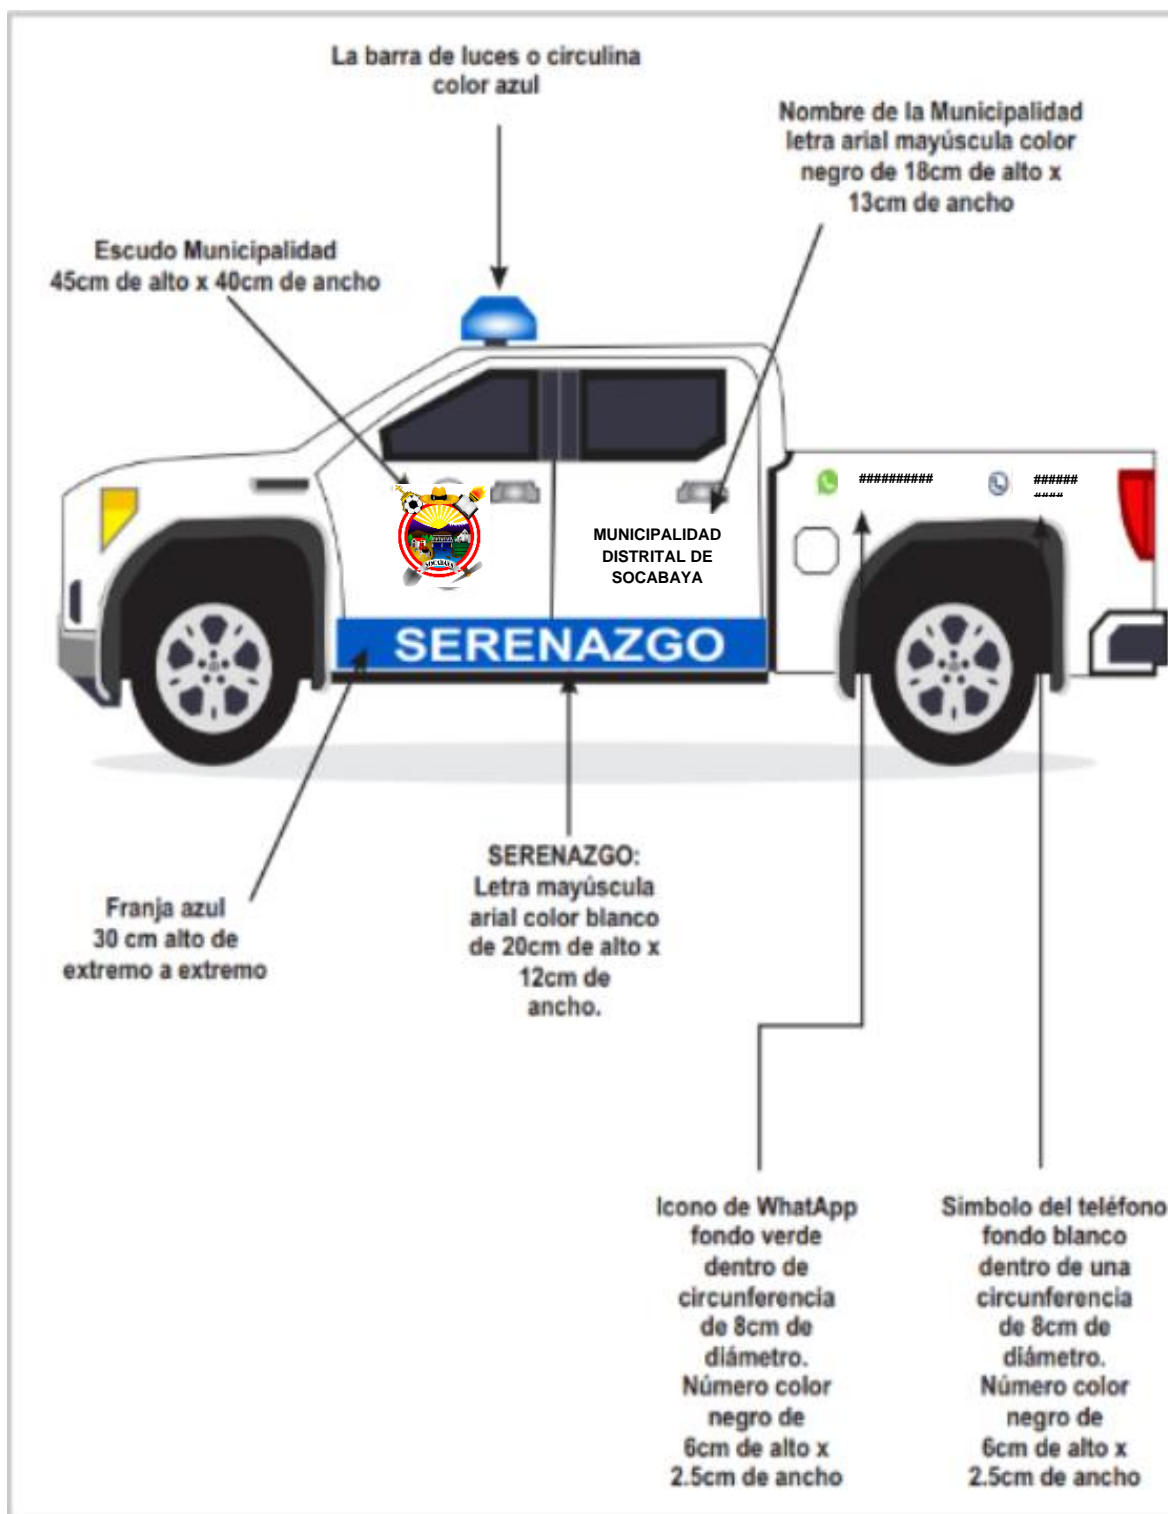 La barra de luces o circulina
color azul
Nombre de la Municipalidad
letra arial mayúscula color
negro de 18cm de alto x
13cm de ancho
Escudo Municipalidad
45cm de alto x 40cm de ancho
##########
######
####
MUNICIPALIDAD
DISTRITAL DE
SOCABAYA
SOCABAYA
SERENAZGO
SERENAZGO:
Letra mayúscula
arial color blanco
de 20cm de alto x
12cm de
ancho.
Franja azul
30 cm alto de
extremo a extremo
Icono de WhatApp
fondo verde
dentro de
circunferencia
de 8cm de
diámetro.
Número color
negro de
6cm de alto x
2.5cm de ancho
Simbolo del teléfono
fondo blanco
dentro de una
circunferencia
de 8cm de
diámetro.
Número color
negro de
6cm de alto x
2.5cm de ancho